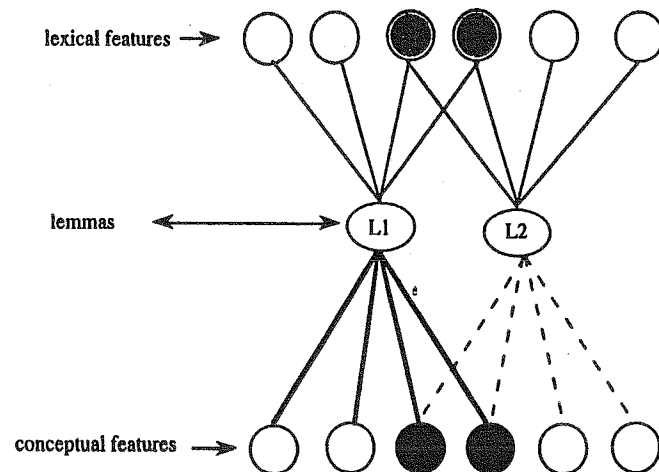 lexical features
lemmas
L1
L2
e
conceptual features